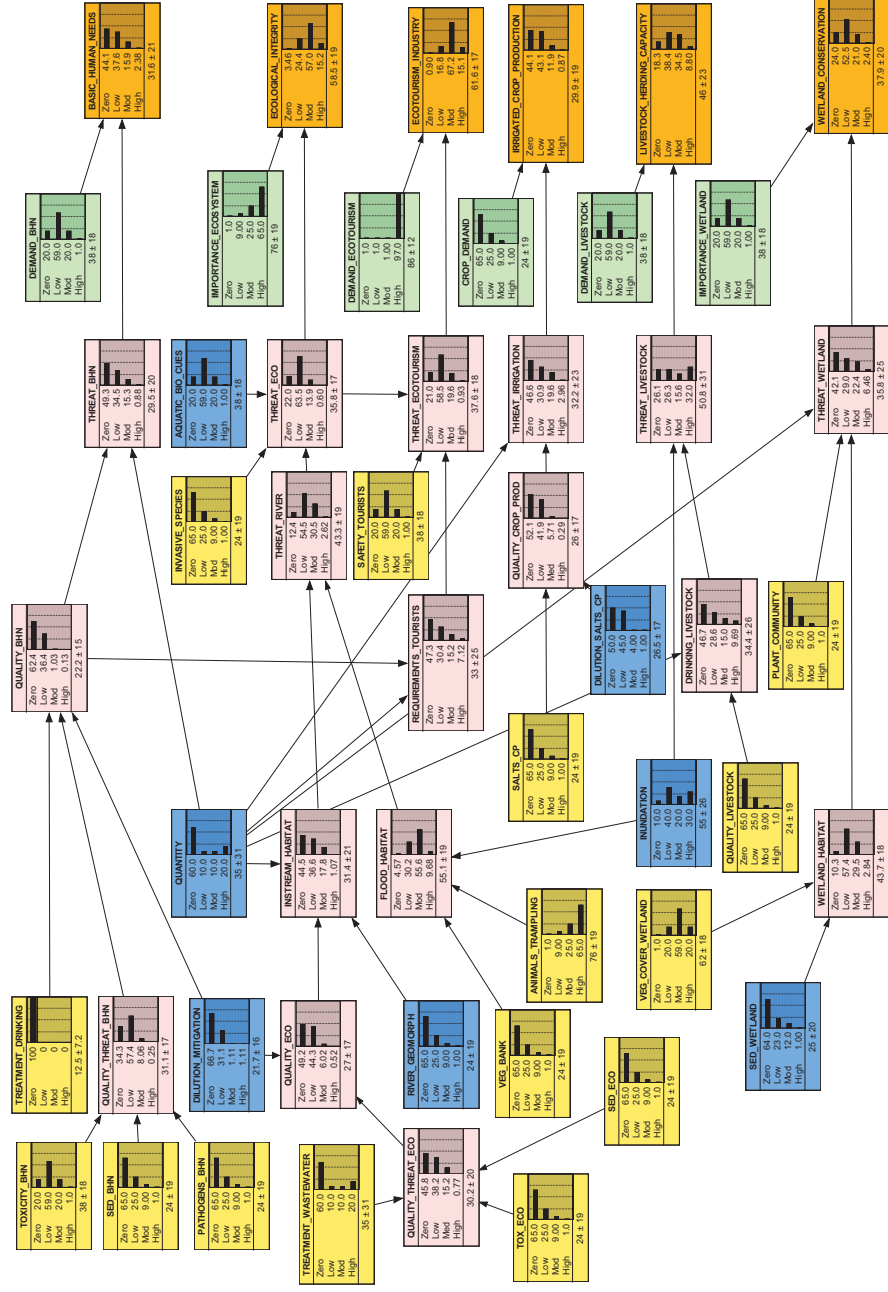 TOXICITY_BHN
Zero 20.0
Low 59.0
Mod 20.0
High 1.0
38 ± 18
SED_BHN
Zero 65.0
Low 25.0
Mod 9.00
High 1.0
24 ± 19
PATHOGENS_BHN
Zero 65.0
Low 25.0
Mod 9.00
High 1.0
24 ± 19
TREATMENT_WASTEWATER
Zero 60.0
Low 10.0
Mod 10.0
High 20.0
35 ± 31
QUALITY_THREAT_ECO
Zero 45.8
Low 38.2
Mod 15.2
High 0.77
30.2 ± 20
TOX_ECO
Zero 65.0
Low 25.0
Mod 9.00
High 1.0
24 ± 19
SED_ECO
Zero 65.0
Low 25.0
Mod 9.00
High 1.0
24 ± 19
TREATMENT_DRINKING
Zero 100
Low 0
Mod 0
High 0
12.5 ± 7.2
QUALITY_THREAT_BHN
Zero 34.3
Low 57.4
Mod 8.06
High 0.25
31.1 ± 17
DILUTION_MITIGATION
Zero 66.7
Low 31.1
Mod 1.11
High 1.11
21.7 ± 16
QUALITY_ECO
Zero 49.2
Low 44.3
Mod 6.02
High 0.52
27 ± 17
RIVER_GEOMORPH
Zero 65.0
Low 25.0
Mod 9.00
High 1.00
24 ± 19
VEG_BANK
Zero 65.0
Low 25.0
Mod 9.00
High 1.0
24 ± 19
SED_WETLAND
Zero 64.0
Low 23.0
Mod 12.0
High 1.00
25 ± 20
ANIMALS_TRAMPLING
Zero 1.0
Low 9.00
Mod 25.0
High 65.0
76 ± 19
VEG_COVER_WETLAND
Zero 1.0
Low 20.0
Mod 59.0
High 20.0
62 ± 18
QUANTITY
Zero 60.0
Low 10.0
Mod 10.0
High 20.0
35 ± 31
INSTREAM_HABITAT
Zero 44.5
Low 36.6
Mod 17.8
High 1.07
31.4 ± 21
FLOOD_HABITAT
Zero 4.57
Low 30.2
Mod 55.6
High 9.68
55.1 ± 19
WETLAND_HABITAT
Zero 10.3
Low 57.4
Mod 29.5
High 2.84
43.7 ± 18
SALTS_CP
Zero 65.0
Low 25.0
Mod 9.00
High 1.00
24 ± 19
INUNDATION
Zero 10.0
Low 40.0
Mod 20.0
High 30.0
55 ± 26
QUALITY_LIVESTOCK
Zero 65.0
Low 25.0
Mod 9.00
High 1.0
24 ± 19
QUALITY_BHN
Zero 62.4
Low 36.4
Mod 1.03
High 0.13
22.2 ± 15
REQUIREMENTS_TOURISTS
Zero 47.3
Low 30.4
Mod 15.2
High 7.12
33 ± 25
DILUTION_SALTS_CP
Zero 50.0
Low 45.0
Mod 4.00
High 1.00
26.5 ± 17
DRINKING_LIVESTOCK
Zero 46.7
Low 28.6
Med 15.0
High 9.69
34.4 ± 26
PLANT_COMMUNITY
Zero 65.0
Low 25.0
Mod 9.00
High 1.0
24 ± 19
INVASIVE_SPECIES
Zero 65.0
Low 25.0
Mod 9.00
High 1.00
24 ± 19
THREAT_RIVER
Zero 12.4
Low 54.5
Mod 30.5
High 2.62
43.3 ± 19
SAFETY_TOURISTS
Zero 20.0
Low 59.0
Mod 20.0
High 1.00
38 ± 18
QUALITY_CROP_PROD
Zero 52.1
Low 41.9
Med 5.71
High 0.29
26 ± 17
THREAT_BHN
Zero 49.3
Low 34.5
Mod 15.3
High 0.88
29.5 ± 20
AQUATIC_BIO_CUES
Zero 20.0
Low 59.0
Mod 20.0
High 1.00
38 ± 18
THREAT_ECO
Zero 22.0
Low 63.5
Mod 13.9
High 0.60
35.8 ± 17
THREAT_ECOTOURISM
Zero 21.0
Low 58.5
Mod 19.6
High 0.93
37.6 ± 18
THREAT_IRRIGATION
Zero 46.6
Low 30.9
Mod 19.6
High 2.96
32.2 ± 23
THREAT_LIVESTOCK
Zero 26.1
Low 26.3
Mod 15.6
High 32.0
50.8 ± 31
THREAT_WETLAND
Zero 42.1
Low 29.0
Mod 22.4
High 6.46
35.8 ± 25
DEMAND_BHN
Zero 20.0
Low 59.0
Mod 20.0
High 1.0
38 ± 18
IMPORTANCE_ECOSYSTEM
Zero 1.0
Low 9.00
Mod 25.0
High 65.0
76 ± 19
DEMAND_ECOTOURISM
Zero 1.0
Low 1.0
Mod 1.00
High 97.0
86 ± 12
CROP_DEMAND
Zero 65.0
Low 25.0
Mod 9.00
High 1.00
24 ± 19
DEMAND_LIVESTOCK
Zero 20.0
Low 59.0
Mod 20.0
High 1.0
38 ± 18
IMPORTANCE_WETLAND
Zero 20.0
Low 59.0
Mod 20.0
High 1.00
38 ± 18
BASIC_HUMAN_NEEDS
Zero 44.1
Low 37.6
Mod 15.9
High 2.38
31.6 ± 21
ECOLOGICAL_INTEGRITY
Zero 3.46
Low 24.4
Mod 57.0
High 15.2
58.5 ± 19
ECOTOURISM_INDUSTRY
Zero 0.90
Low 16.8
Mod 67.2
High 15.1
61.6 ± 17
IRRIGATED_CROP_PRODUCTION
Zero 44.1
Low 43.1
Mod 11.9
High 0.87
29.9 ± 19
LIVESTOCK_HERDING_CAPACITY
Zero 18.3
Low 38.4
Mod 34.5
High 8.80
46 ± 23
WETLAND_CONSERVATION
Zero 24.0
Low 52.5
Mod 21.0
High 2.40
37.9 ± 20